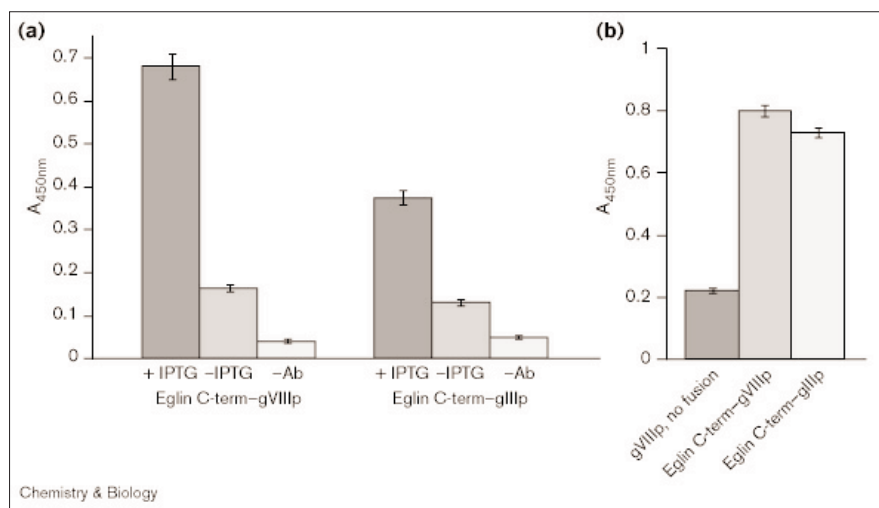 (a)
0.7
0.6
0.5
0.4
0.3
0.2
0.1
0
A450nm
+ IPTG –IPTG –Ab
Eglin C-term–gVIIIp
+ IPTG –IPTG –Ab
Eglin C-term–gIIIp
(b)
1
0.8
0.6
0.4
0.2
0
A450nm
gVIIIp, no fusion
Eglin C-term–gVIIIp
Eglin C-term–gIIIp
Chemistry & Biology